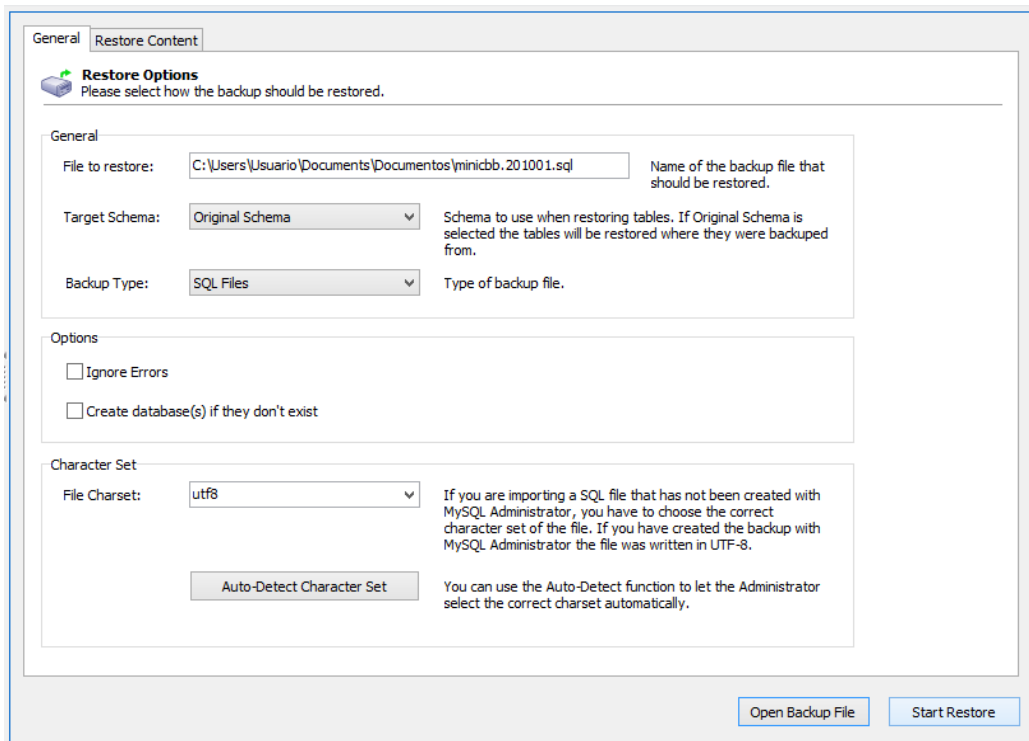 General
Restore Content
Restore Options
Please select how the backup should be restored.
General
File to restore:
C:\Users\Usuario\Documents\Documentos\minicbb.201001.sql
Name of the backup file that
should be restored.
Target Schema:
Original Schema
Schema to use when restoring tables. If Original Schema is
selected the tables will be restored where they were backuped
from.
Backup Type:
SQL Files
Type of backup file.
Options
Ignore Errors
Create database(s) if they don't exist
Character Set
File Charset:
utf8
If you are importing a SQL file that has not been created with
MySQL Administrator, you have to choose the correct
character set of the file. If you have created the backup with
MySQL Administrator the file was written in UTF-8.
Auto-Detect Character Set
You can use the Auto-Detect function to let the Administrator
select the correct charset automatically.
Open Backup File
Start Restore